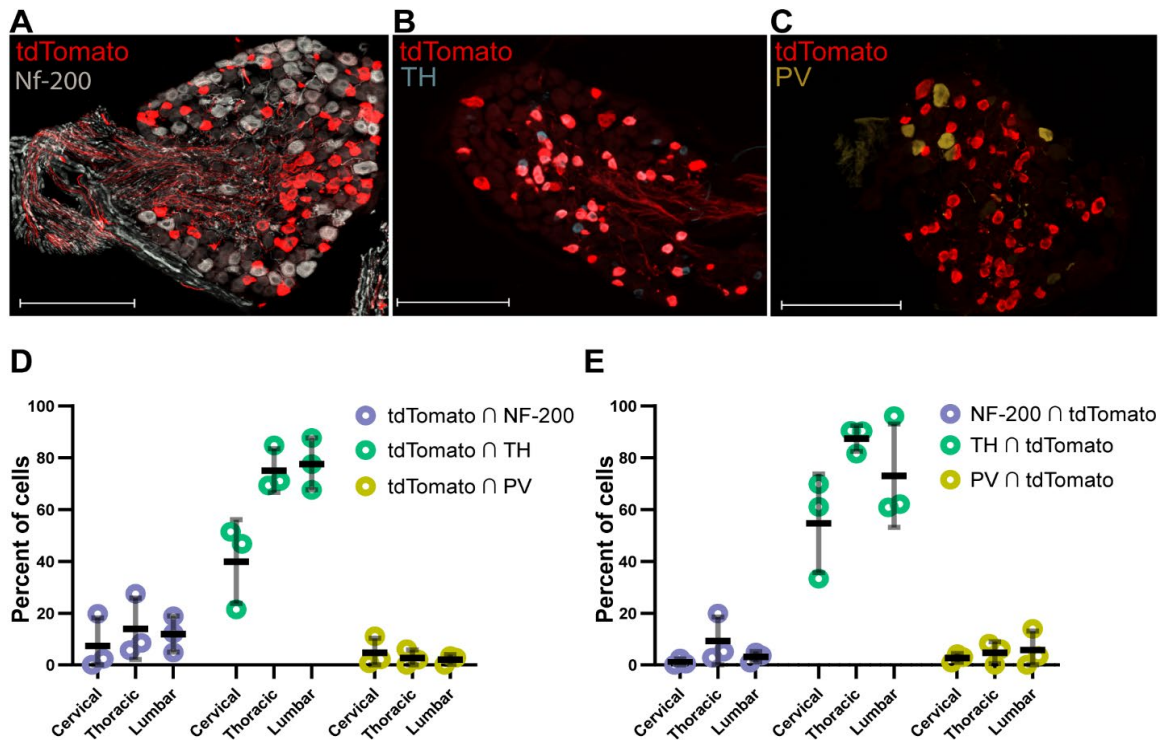 A
B
C
tdTomato
Nf-200
tdTomato
TH
tdTomato
PV
D
Percent of cells
100
80
60
40
20
0
tdTomato ∩ NF-200
tdTomato ∩ TH
tdTomato ∩ PV
Cervical
Thoracic
Lumbar
Cervical
Thoracic
Lumbar
Cervical
Thoracic
Lumbar
E
Percent of cells
100
80
60
40
20
0
NF-200 ∩ tdTomato
TH ∩ tdTomato
PV ∩ tdTomato
Cervical
Thoracic
Lumbar
Cervical
Thoracic
Lumbar
Cervical
Thoracic
Lumbar